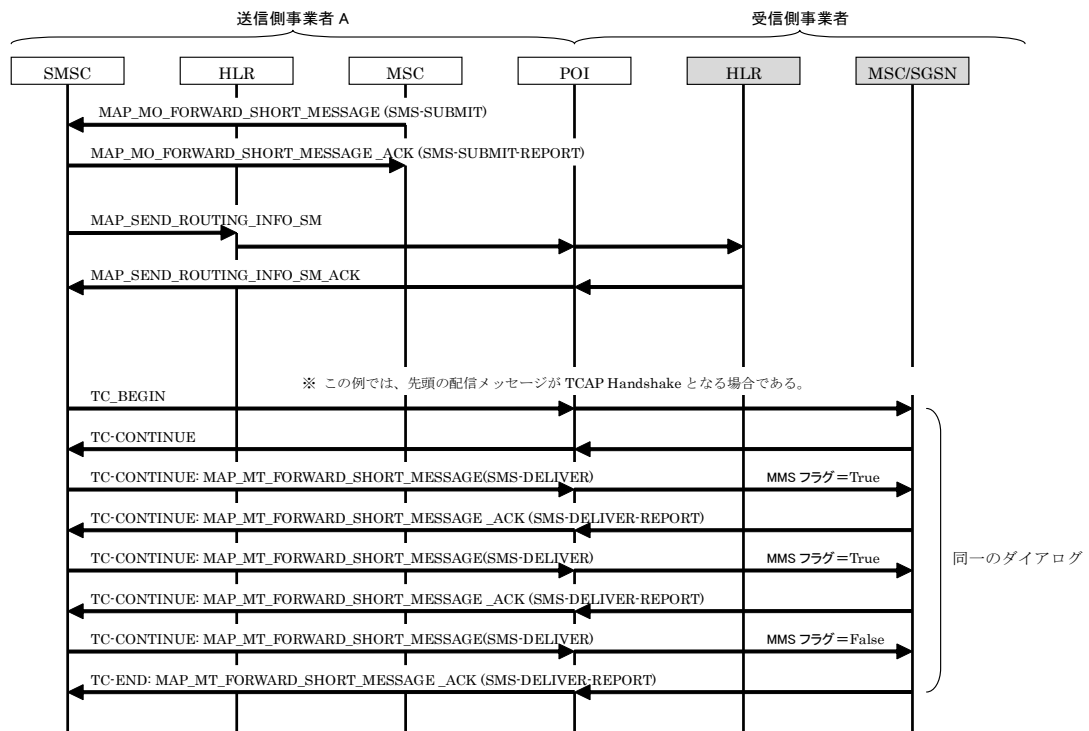 送信側事業者 A
受信側事業者
SMSC
HLR
MSC
POI
HLR
MSC/SGSN
MAP_MO_FORWARD_SHORT_MESSAGE (SMS-SUBMIT)
MAP_MO_FORWARD_SHORT_MESSAGE _ACK (SMS-SUBMIT-REPORT)
MAP_SEND_ROUTING_INFO_SM
MAP_SEND_ROUTING_INFO_SM_ACK
※ この例では、先頭の配信メッセージが TCAP Handshake となる場合である。
TC_BEGIN
TC-CONTINUE
TC-CONTINUE: MAP_MT_FORWARD_SHORT_MESSAGE(SMS-DELIVER)
MMS フラグ＝True
TC-CONTINUE: MAP_MT_FORWARD_SHORT_MESSAGE _ACK (SMS-DELIVER-REPORT)
TC-CONTINUE: MAP_MT_FORWARD_SHORT_MESSAGE(SMS-DELIVER)
MMS フラグ＝True
同一のダイアログ
TC-CONTINUE: MAP_MT_FORWARD_SHORT_MESSAGE _ACK (SMS-DELIVER-REPORT)
TC-CONTINUE: MAP_MT_FORWARD_SHORT_MESSAGE(SMS-DELIVER)
MMS フラグ＝False
TC-END: MAP_MT_FORWARD_SHORT_MESSAGE _ACK (SMS-DELIVER-REPORT)